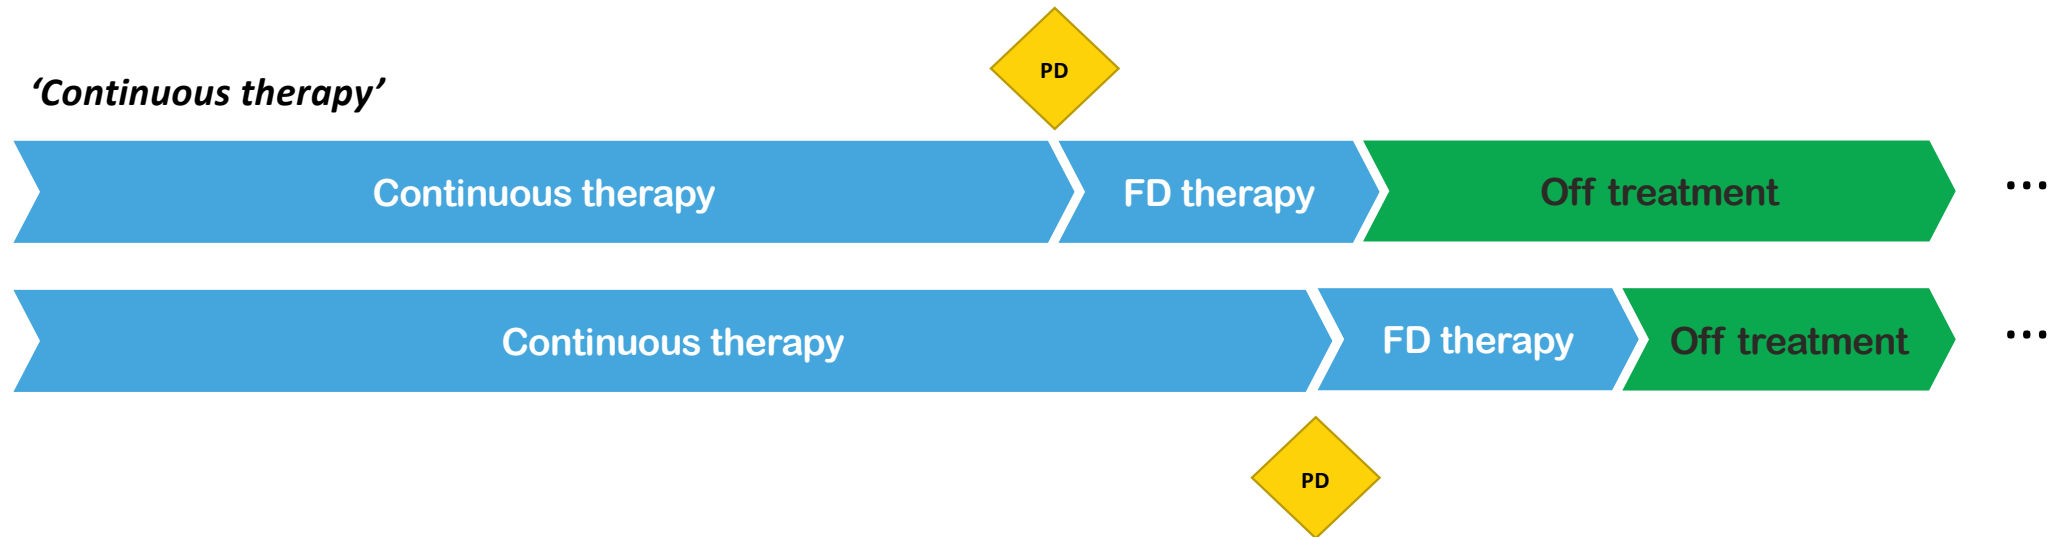 PD
‘Continuous therapy’
Continuous therapy
FD therapy
Off treatment
...
Continuous therapy
FD therapy
Off treatment
...
PD